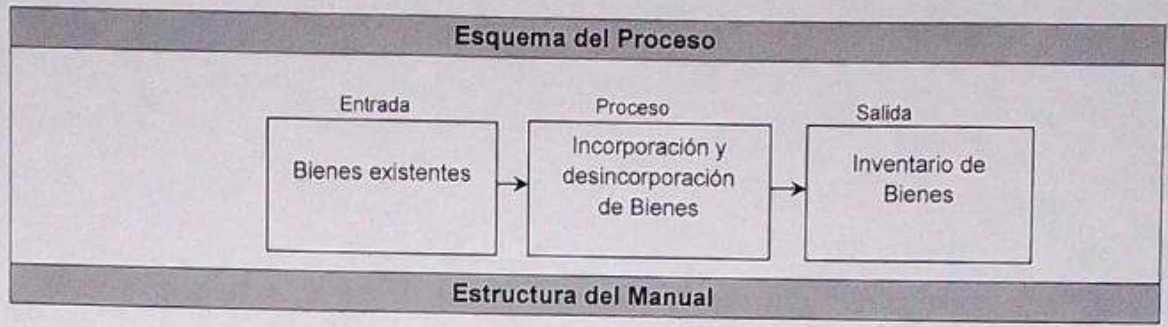 Esquema del Proceso
Entrada
Bienes existentes
Proceso
Incorporación y
desincorporación
de Bienes
Salida
Inventario de
Bienes
Estructura del Manual